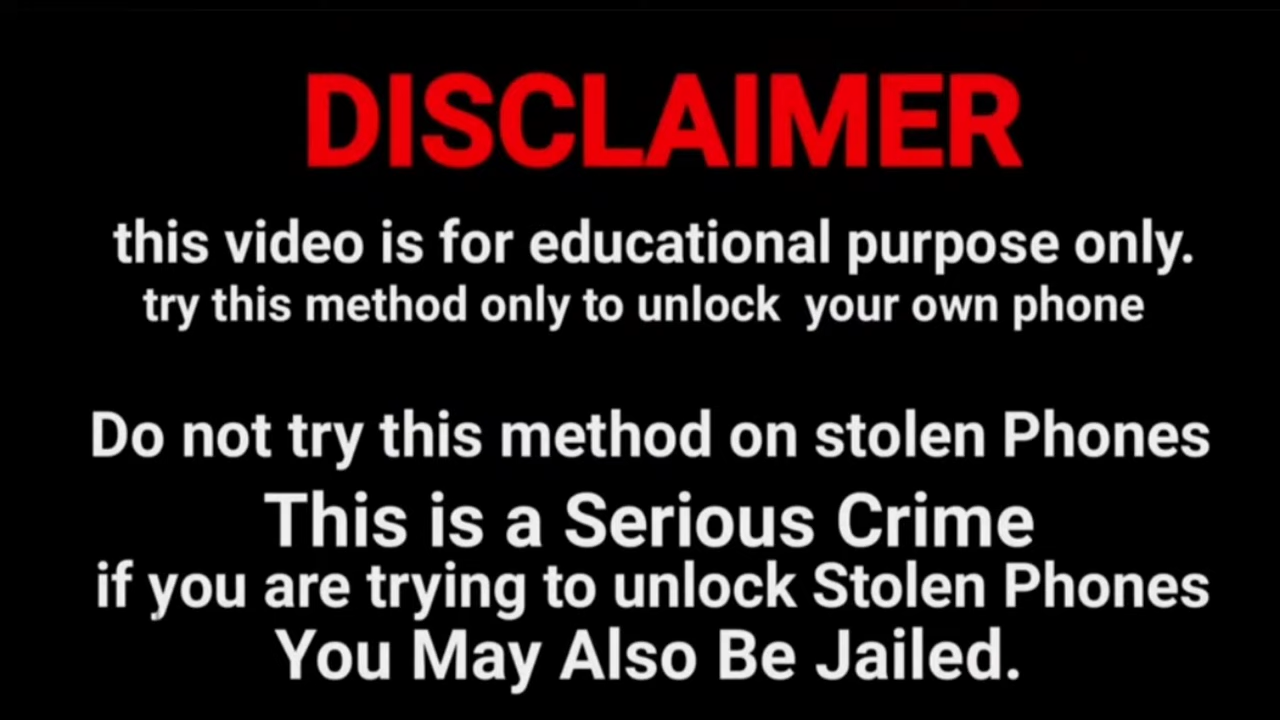 DISCLAIMER
this video is for educational purpose only.
try this method only to unlock  your own phone
Do not try this method on stolen Phones
This is a Serious Crime
if you are trying to unlock Stolen Phones
You May Also Be Jailed.